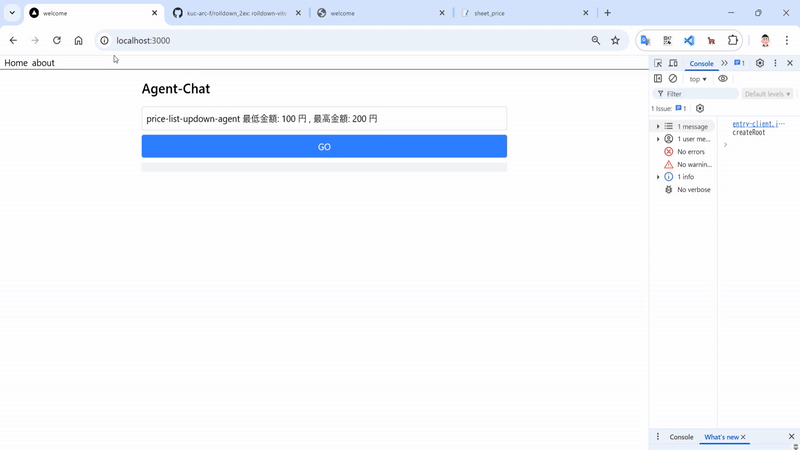 welcome
kuc-arc-f/rolldown_2ex: rolldown-vite
welcome
sheet_price
localhost:3000
Home about
Agent-Chat
price-list-updown-agent 最低金額: 100 円 , 最高金額: 200 円
GO
Console
1
top
Filter
Default levels
1 Issue: 1
1 message
1 user me...
No errors
No warnin...
1 info
No verbose
entry-client.j…
createRoot
Console
What's new